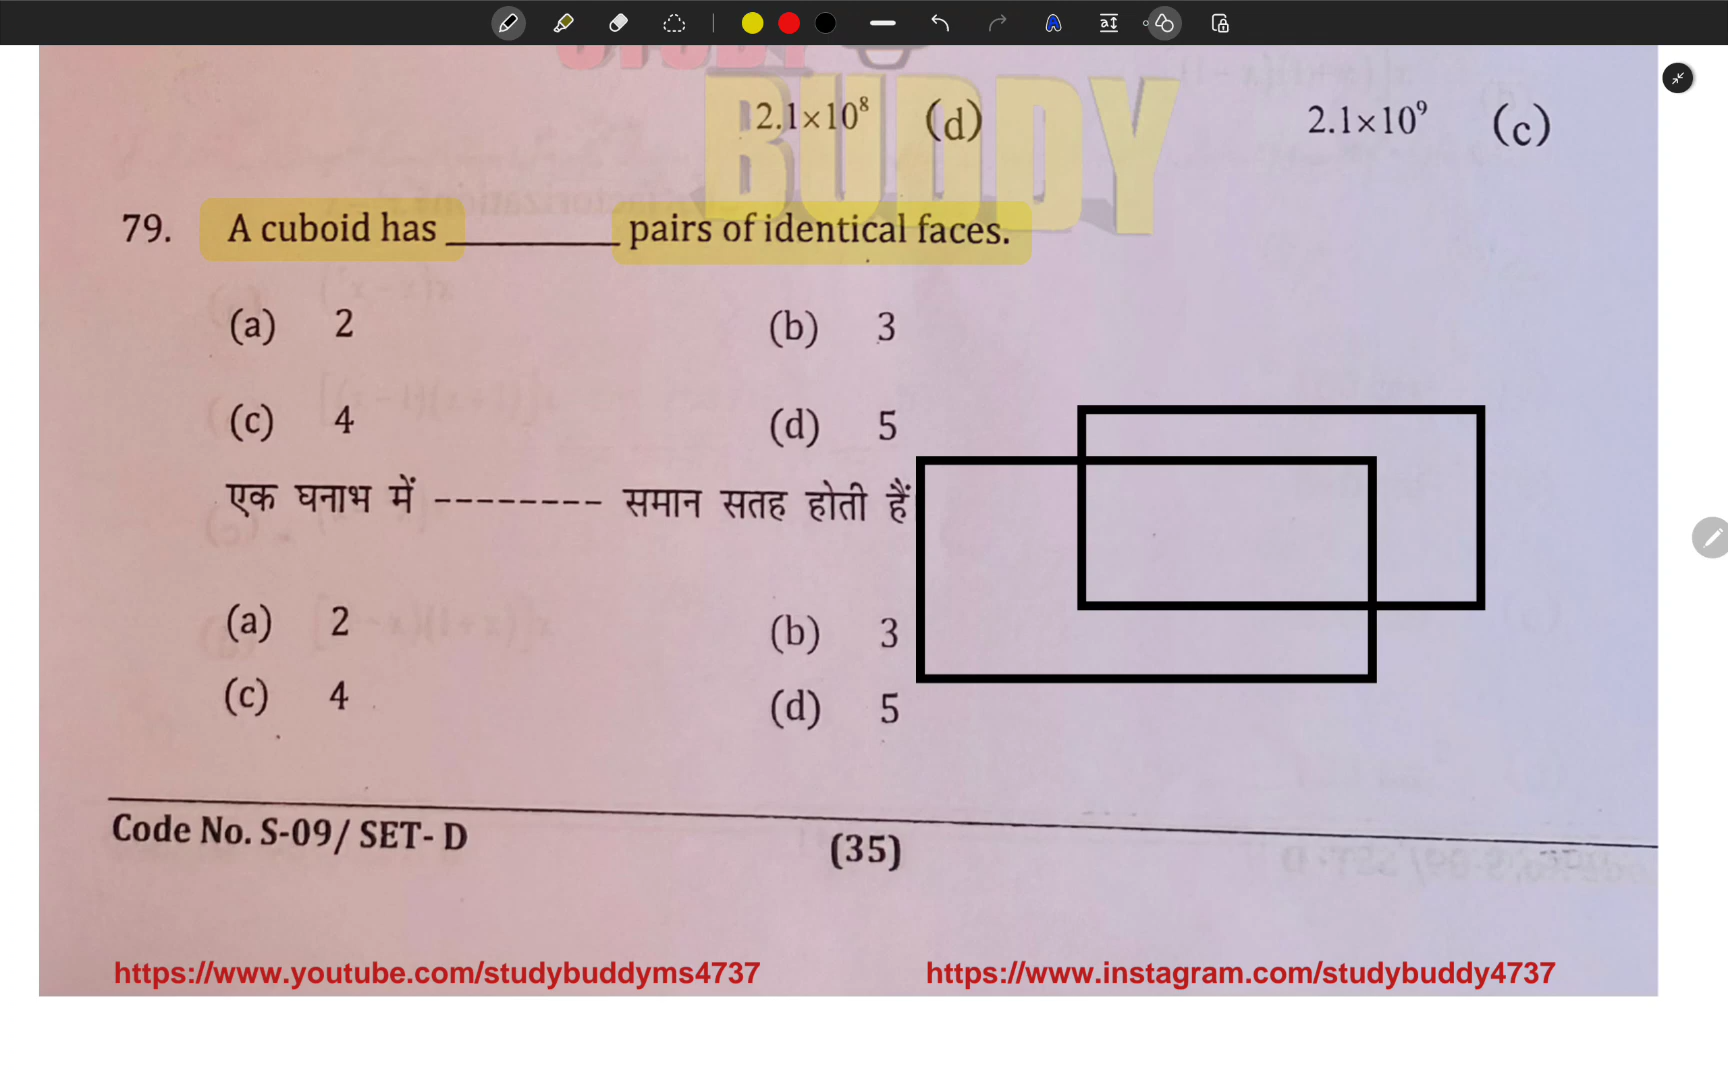 STUDY
BUDDY
2.1×10⁸ (d) 2.1×10⁹ (c)
79. A cuboid has ________ pairs of identical faces.
(a) 2 (b) 3
(c) 4 (d) 5
एक घनाभ में -------- समान सतह होती हैं
(a) 2 (b) 3
(c) 4 (d) 5
Code No. S-09/ SET- D (35)
https://www.youtube.com/studybuddyms4737 https://www.instagram.com/studybuddy4737